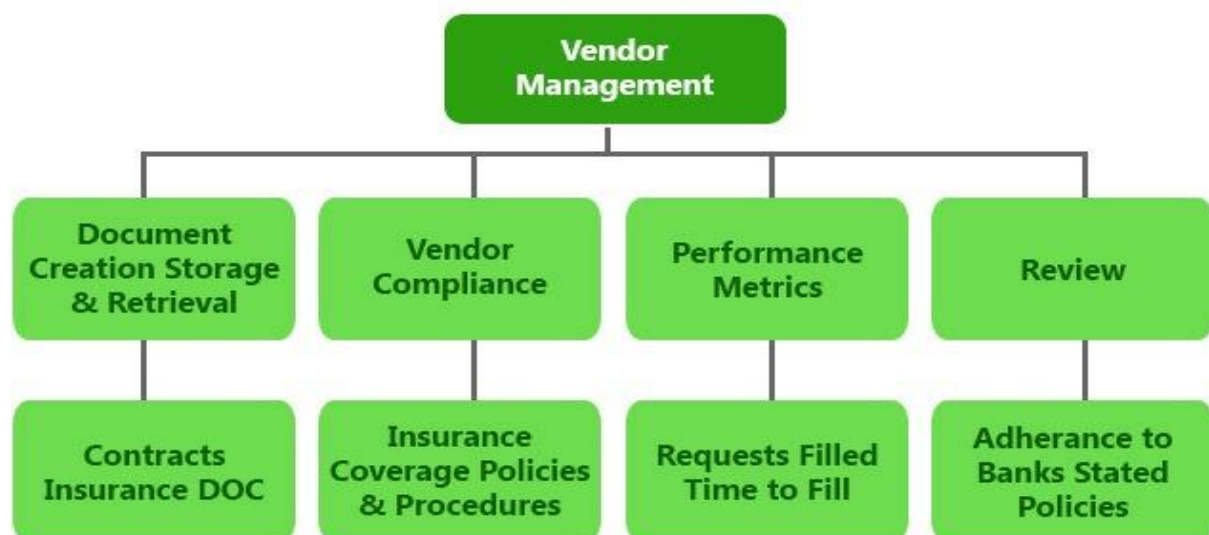 Vendor
Management
Document
Creation Storage
& Retrieval
Vendor
Compliance
Performance
Metrics
Review
Contracts
Insurance DOC
Insurance
Coverage Policies
& Procedures
Requests Filled
Time to Fill
Adherance to
Banks Stated
Policies